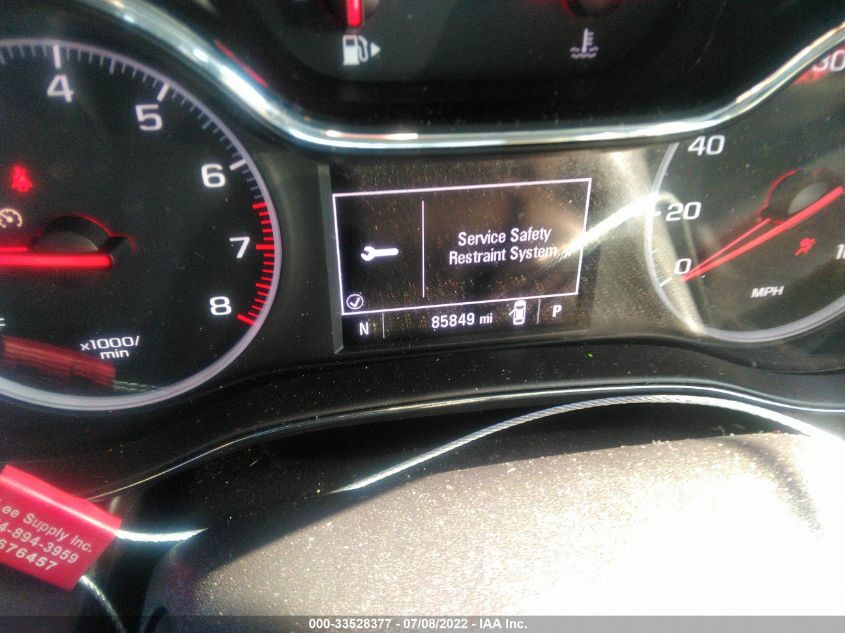 4
5
6
7
8
x1000/
min
Service Safety
Restraint System
N
85849 mi
P
40
20
0
MPH
Lee Supply Inc.
4-894-3959
676457
000-33528377 - 07/08/2022 - IAA Inc.